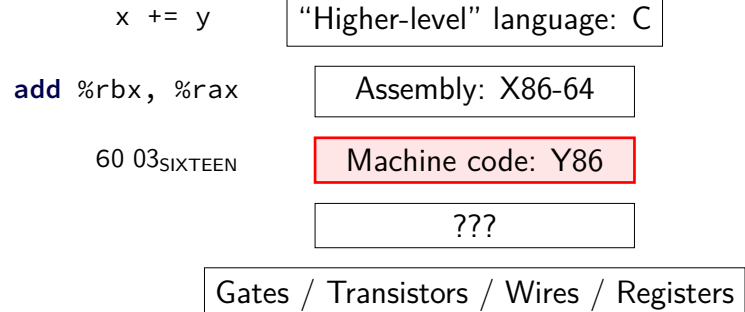 x += y “Higher-level” language: C
add %rbx, %rax Assembly: X86-64
60 03SIXTEEN Machine code: Y86
???
Gates / Transistors / Wires / Registers